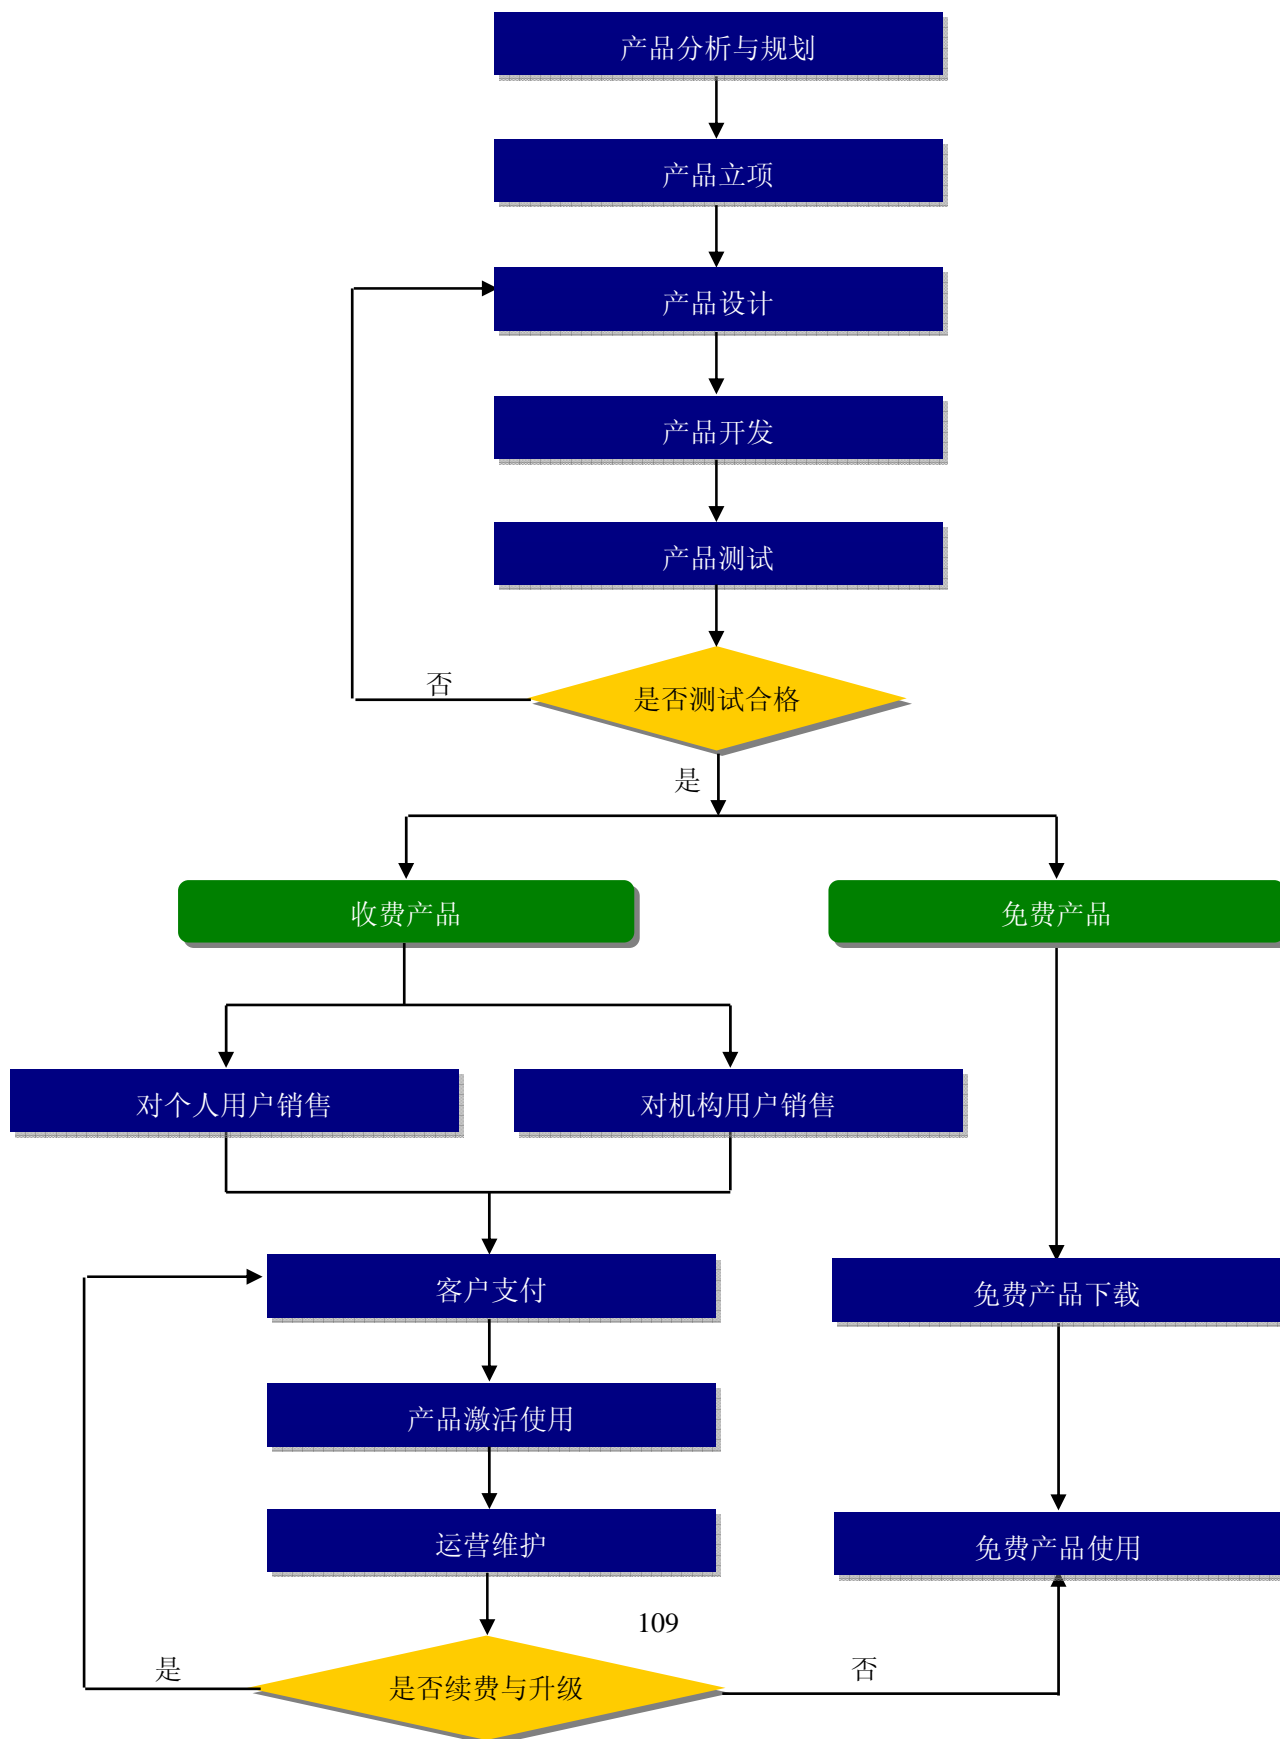 产品分析与规划
产品立项
产品设计
产品开发
产品测试
否
是否测试合格
是
收费产品
免费产品
对个人用户销售
对机构用户销售
客户支付
免费产品下载
产品激活使用
运营维护
免费产品使用
109
是
是否续费与升级
否